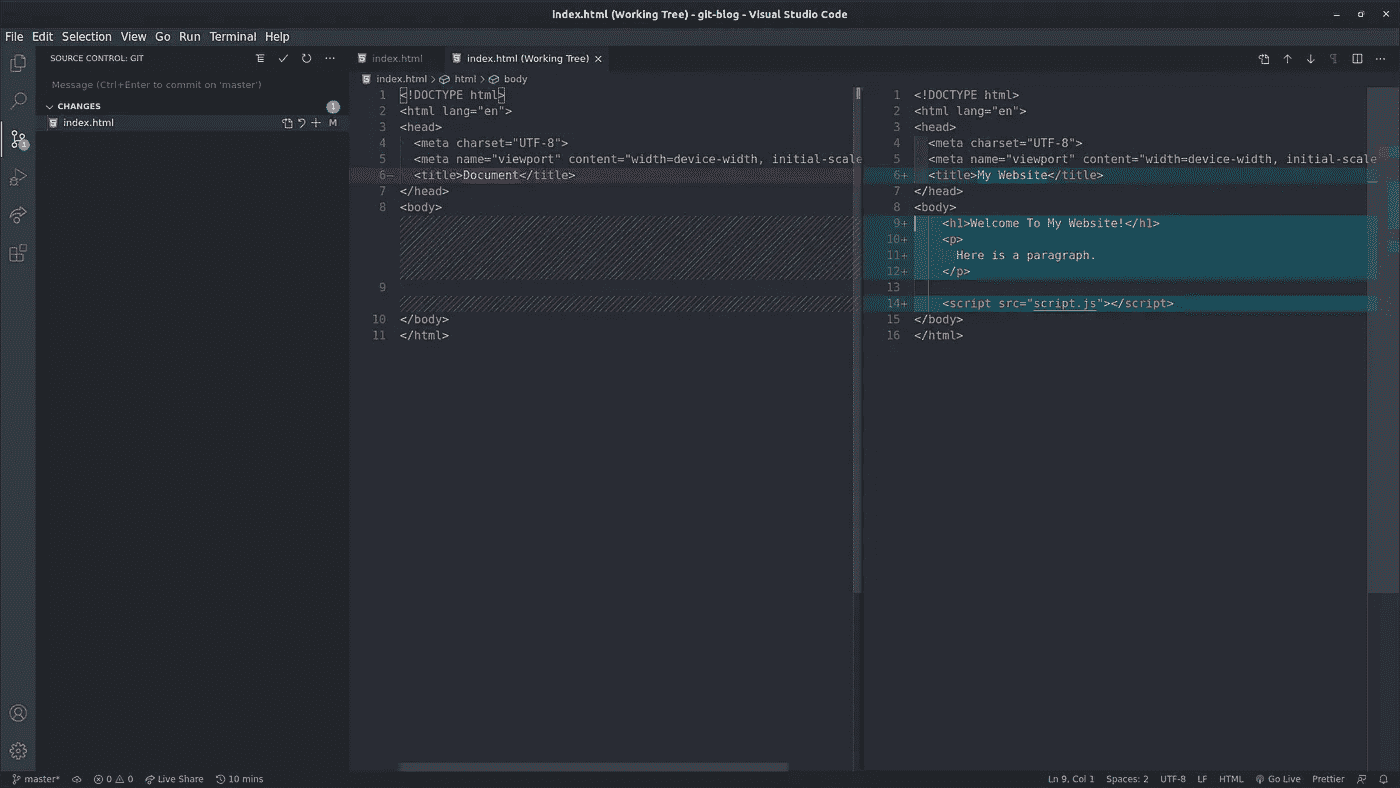 index.html (Working Tree) - git-blog - Visual Studio Code
File Edit Selection View Go Run Terminal Help
SOURCE CONTROL: GIT
Message (Ctrl+Enter to commit on 'master')
CHANGES 1
index.html M
1
index.html index.html (Working Tree)
index.html > html > body
1 <!DOCTYPE html>
2 <html lang="en">
3 <head>
4 <meta charset="UTF-8">
5 <meta name="viewport" content="width=device-width, initial-scale
6- <title>Document</title>
7 </head>
8 <body>
9
10 </body>
11 </html>
1 <!DOCTYPE html>
2 <html lang="en">
3 <head>
4 <meta charset="UTF-8">
5 <meta name="viewport" content="width=device-width, initial-scale
6+ <title>My Website</title>
7 </head>
8 <body>
9+ <h1>Welcome To My Website!</h1>
10+ <p>
11+ Here is a paragraph.
12+ </p>
13
14+ <script src="script.js"></script>
15 </body>
16 </html>
master* 0 0 Live Share 10 mins Ln 9, Col 1 Spaces: 2 UTF-8 LF HTML Go Live Prettier